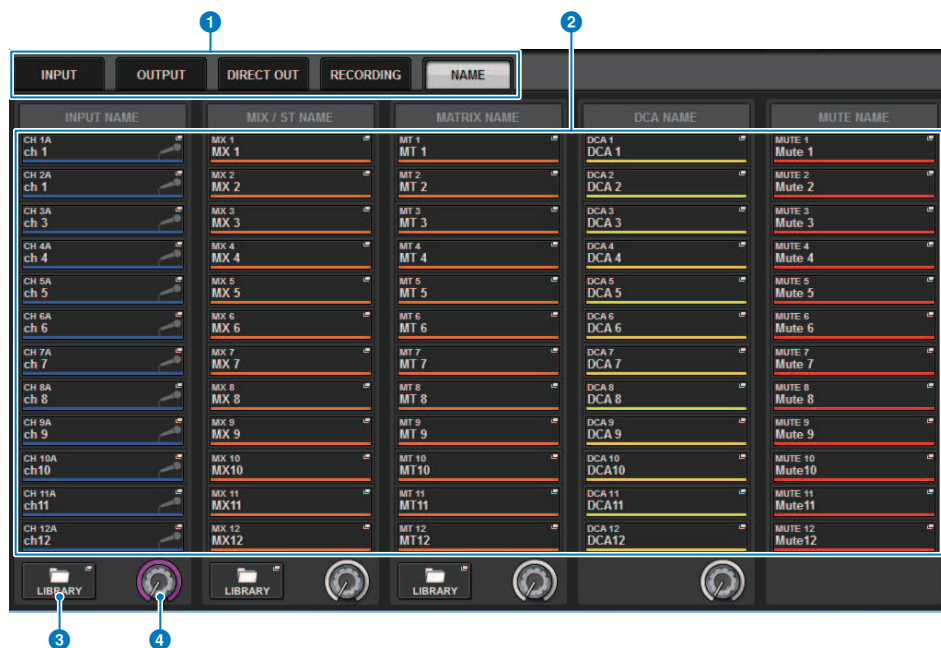 1
2
INPUT OUTPUT DIRECT OUT RECORDING NAME
INPUT NAME MIX / ST NAME MATRIX NAME DCA NAME MUTE NAME
CH 1A MX 1 MT 1 DCA 1 MUTE 1
ch 1 MX 1 MT 1 DCA 1 Mute 1
CH 2A MX 2 MT 2 DCA 2 MUTE 2
ch 1 MX 2 MT 2 DCA 2 Mute 2
CH 3A MX 3 MT 3 DCA 3 MUTE 3
ch 3 MX 3 MT 3 DCA 3 Mute 3
CH 4A MX 4 MT 4 DCA 4 MUTE 4
ch 4 MX 4 MT 4 DCA 4 Mute 4
CH 5A MX 5 MT 5 DCA 5 MUTE 5
ch 5 MX 5 MT 5 DCA 5 Mute 5
CH 6A MX 6 MT 6 DCA 6 MUTE 6
ch 6 MX 6 MT 6 DCA 6 Mute 6
CH 7A MX 7 MT 7 DCA 7 MUTE 7
ch 7 MX 7 MT 7 DCA 7 Mute 7
CH 8A MX 8 MT 8 DCA 8 MUTE 8
ch 8 MX 8 MT 8 DCA 8 Mute 8
CH 9A MX 9 MT 9 DCA 9 MUTE 9
ch 9 MX 9 MT 9 DCA 9 Mute 9
CH 10A MX 10 MT 10 DCA 10 MUTE 10
ch10 MX10 MT10 DCA10 Mute10
CH 11A MX 11 MT 11 DCA 11 MUTE 11
ch11 MX11 MT11 DCA11 Mute11
CH 12A MX 12 MT 12 DCA 12 MUTE 12
ch12 MX12 MT12 DCA12 Mute12
LIBRARY LIBRARY LIBRARY
3 4